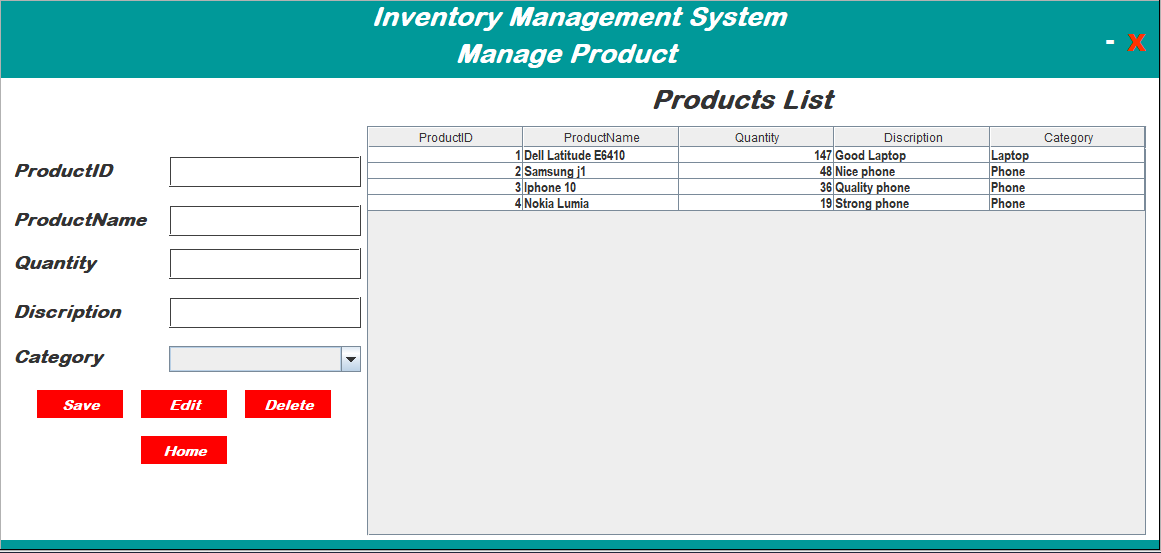 Inventory Management System
Manage Product
- X
Products List
ProductID
ProductName
Quantity
Discription
Category
Save Edit Delete
Home
ProductID ProductName Quantity Discription Category
1 Dell Latitude E6410 147 Good Laptop Laptop
2 Samsung j1 48 Nice phone Phone
3 Iphone 10 36 Quality phone Phone
4 Nokia Lumia 19 Strong phone Phone